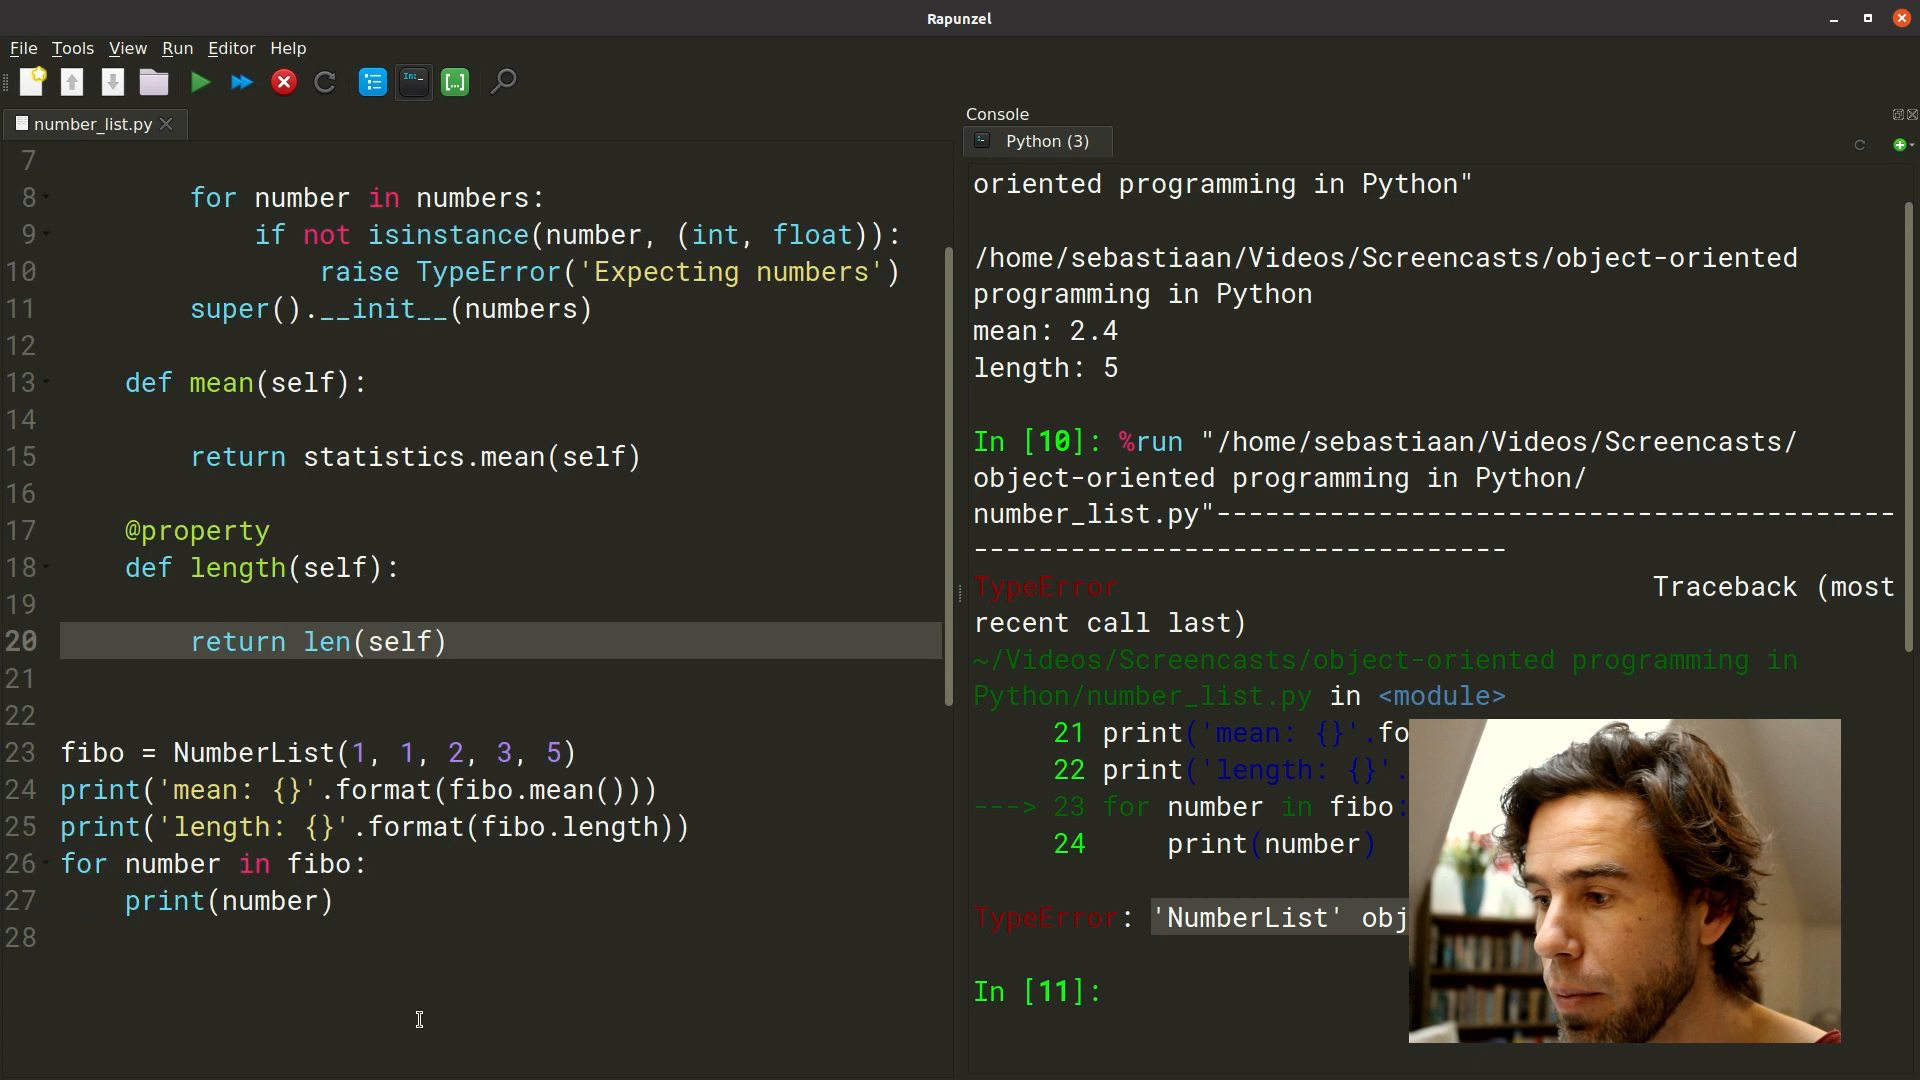 Rapunzel
File Tools View Run Editor Help
number_list.py
7
8 for number in numbers:
9 if not isinstance(number, (int, float)):
10 raise TypeError('Expecting numbers')
11 super().__init__(numbers)
12
13 def mean(self):
14
15 return statistics.mean(self)
16
17 @property
18 def length(self):
19
20 return len(self)
21
22
23 fibo = NumberList(1, 1, 2, 3, 5)
24 print('mean: {}'.format(fibo.mean()))
25 print('length: {}'.format(fibo.length))
26 for number in fibo:
27 print(number)
28
Console
Python (3)
oriented programming in Python"
/home/sebastiaan/Videos/Screencasts/object-oriented
programming in Python
mean: 2.4
length: 5
In [10]: %run "/home/sebastiaan/Videos/Screencasts/
object-oriented programming in Python/
number_list.py"------------------------------------------
---------------------------------
TypeError Traceback (most
recent call last)
~/Videos/Screencasts/object-oriented programming in
Python/number_list.py in <module>
21 print('mean: {}'.fo
22 print('length: {}'.
---> 23 for number in fibo:
24 print(number)
TypeError: 'NumberList' obj
In [11]: